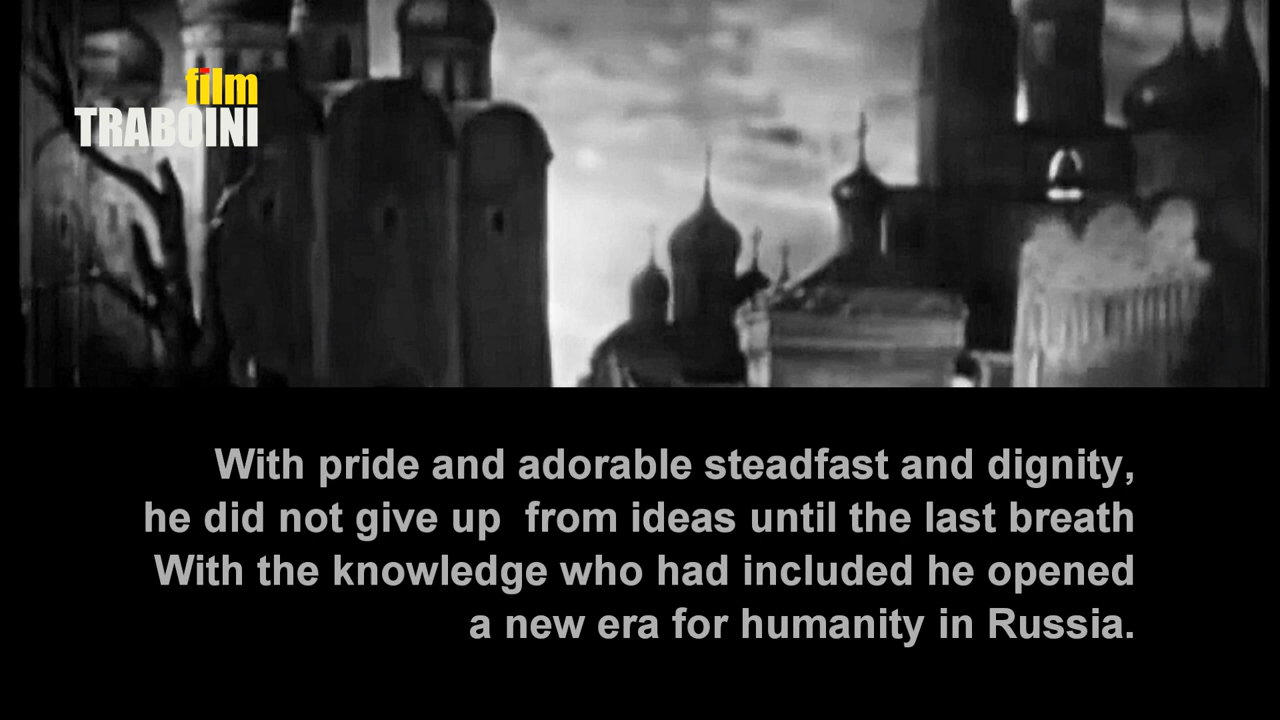 film
TRABOINI
With pride and adorable steadfast and dignity,
he did not give up  from ideas until the last breath
With the knowledge who had included he opened
a new era for humanity in Russia.